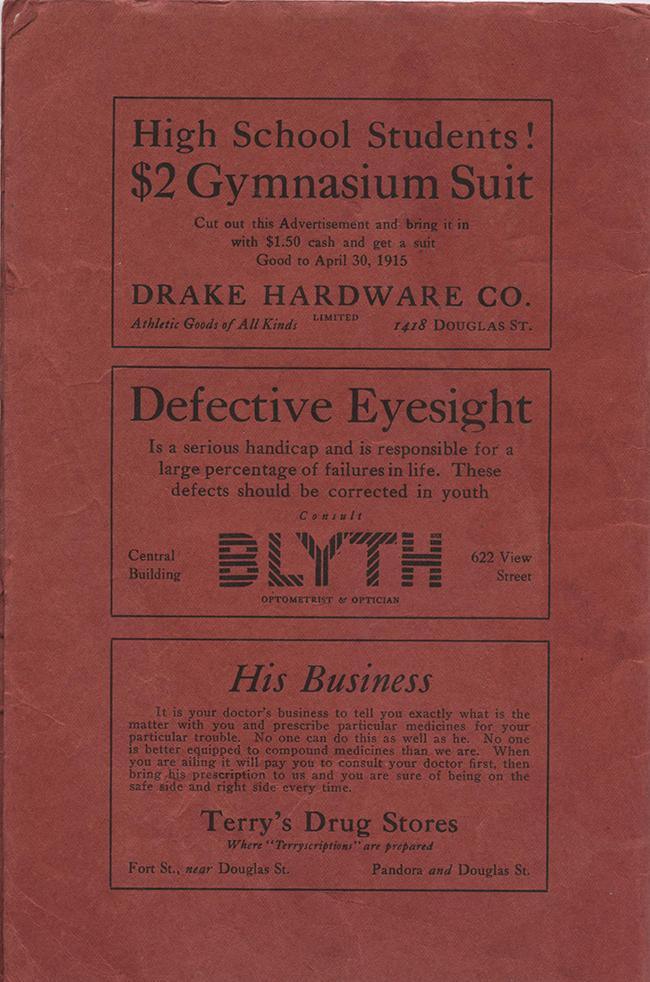 High School Students!
$2 Gymnasium Suit
Cut out this Advertisement and bring it in
with $1.50 cash and get a suit
Good to April 30, 1915
DRAKE HARDWARE CO.
LIMITED
Athletic Goods of All Kinds 1418 DOUGLAS ST.
Defective Eyesight
Is a serious handicap and is responsible for a
large percentage of failures in life. These
defects should be corrected in youth
Consult
Central
Building
BLYTH
622 View
Street
OPTOMETRIST & OPTICIAN
His Business
It is your doctor's business to tell you exactly what is the
matter with you and prescribe particular medicines for your
particular trouble. No one can do this as well as he. No one
is better equipped to compound medicines than we are. When
you are ailing it will pay you to consult your doctor first, then
bring his prescription to us and you are sure of being on the
safe side and right side every time.
Terry's Drug Stores
Where "Terryscriptions" are prepared
Fort St., near Douglas St. Pandora and Douglas St.